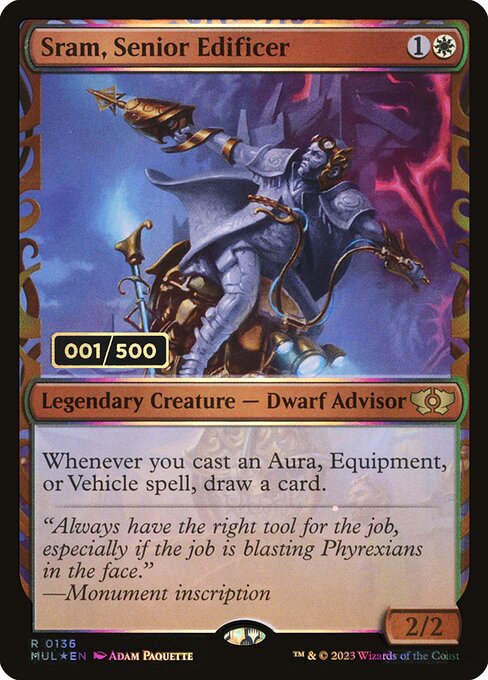 Sram, Senior Edificer 1
001/500
Legendary Creature — Dwarf Advisor
Whenever you cast an Aura, Equipment,
or Vehicle spell, draw a card.
“Always have the right tool for the job,
especially if the job is blasting Phyrexians
in the face.”
—Monument inscription
2/2
R 0136
MUL★EN Adam Paquette
™ & © 2023 Wizards of the Coast